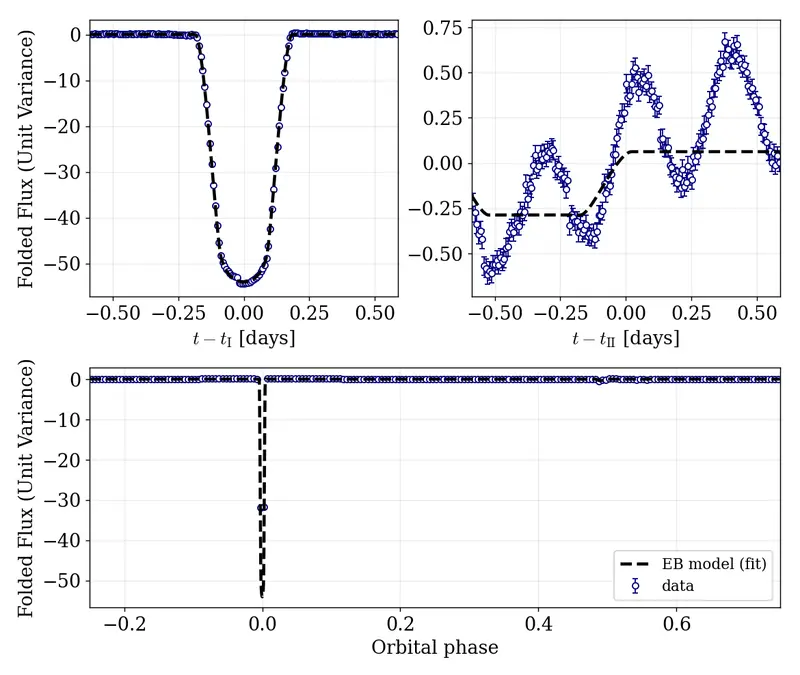 Folded Flux (Unit Variance)
0
−10
−20
−30
−40
−50
−0.50 −0.25 0.00 0.25 0.50
t − tI [days]
0.75
0.50
0.25
0.00
−0.25
−0.50
−0.50 −0.25 0.00 0.25 0.50
t − tII [days]
Folded Flux (Unit Variance)
0
−10
−20
−30
−40
−50
EB model (fit)
data
−0.2 0.0 0.2 0.4 0.6
Orbital phase